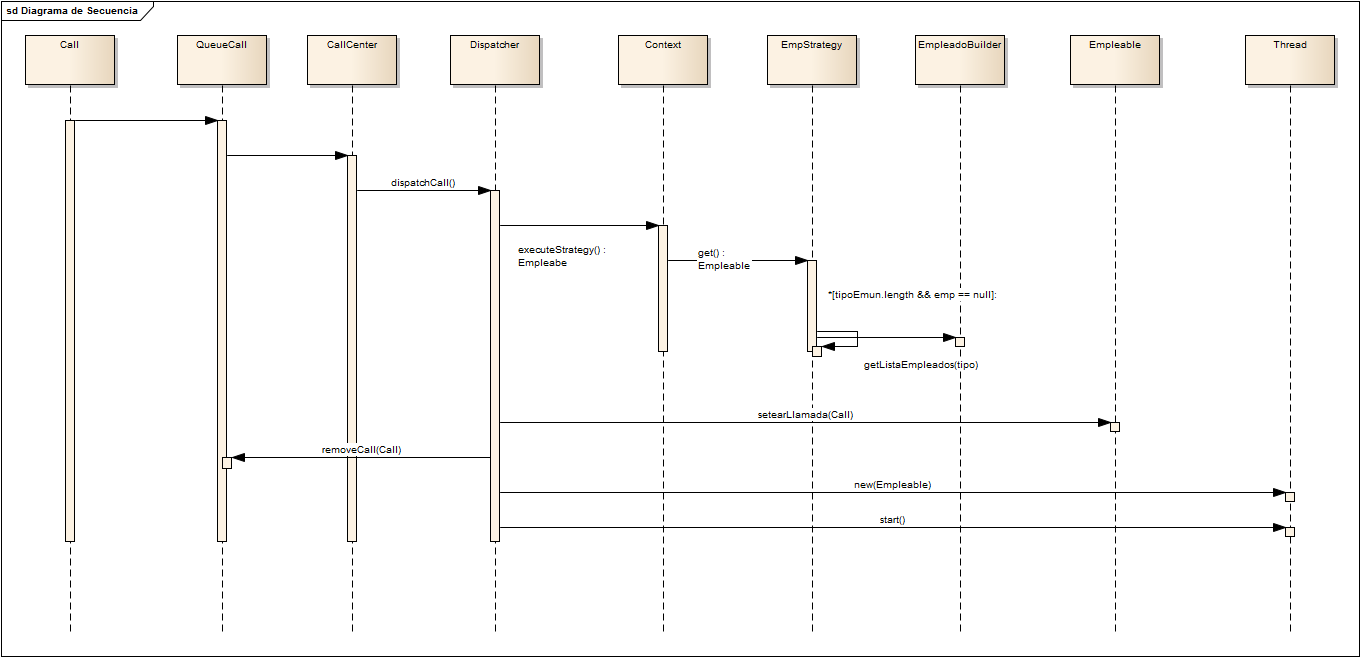 sd Diagrama de Secuencia
Call
QueueCall
CallCenter
Dispatcher
Context
EmpStrategy
EmpleadoBuilder
Empleable
Thread
dispatchCall()
executeStrategy() :
Empleabe
get() :
Empleable
*[tipoEmun.length && emp == null]:
getListaEmpleados(tipo)
setearLlamada(Call)
removeCall(Call)
new(Empleable)
start()